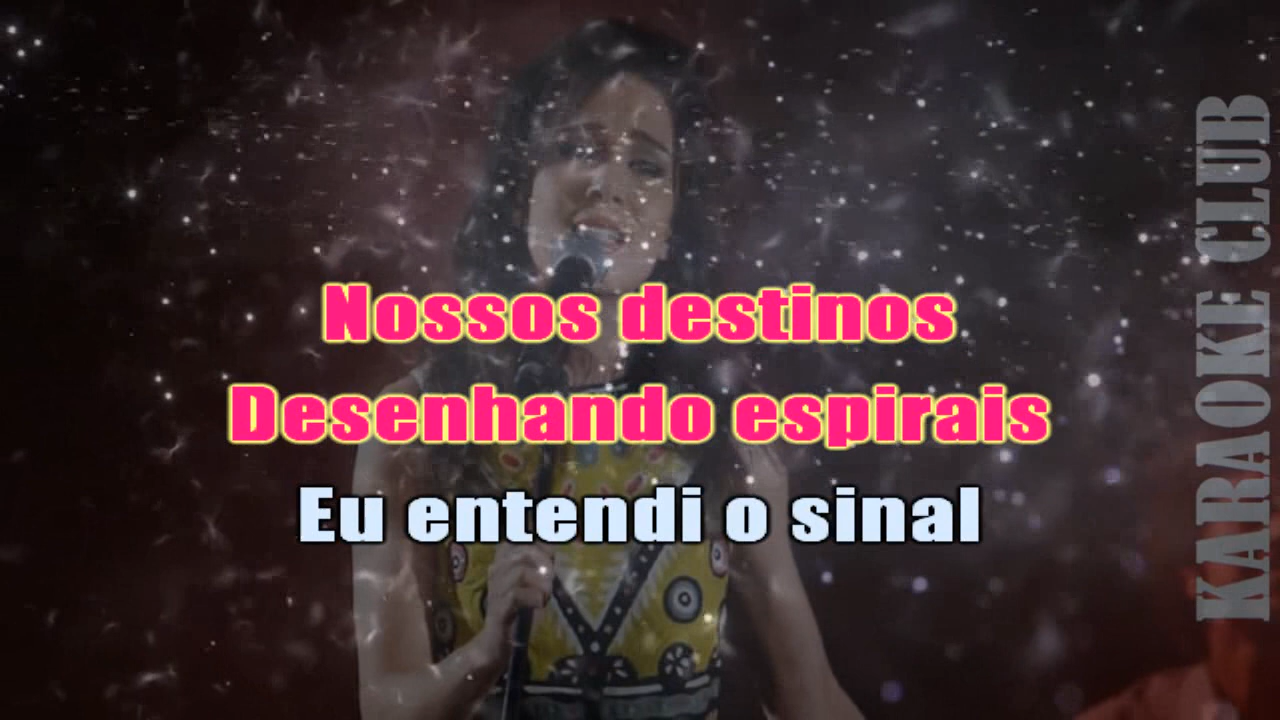 Nossos destinos
Desenhando espirais
Eu entendi o sinal
KARAOKE CLUB